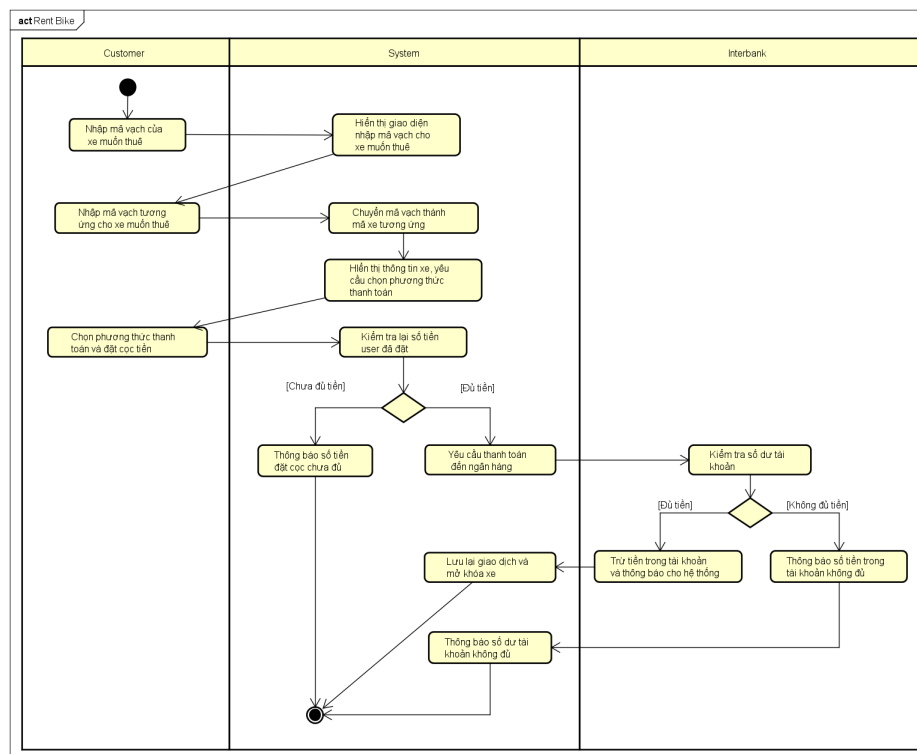 act Rent Bike
Customer
System
Interbank
Nhập mã vạch của
xe muốn thuê
Hiển thị giao diện
nhập mã vạch cho
xe muốn thuê
Nhập mã vạch tương
ứng cho xe muốn thuê
Chuyển mã vạch thành
mã xe tương ứng
HIển thị thông tin xe, yêu
cầu chọn phương thức
thanh toán
Chọn phương thức thanh
toán và đặt cọc tiền
Kiểm tra lại số tiền
user đã đặt
[Chưa đủ tiền]
[Đủ tiền]
Thông báo số tiền
đặt cọc chưa đủ
Yêu cầu thanh toán
đến ngân hàng
Kiểm tra số dư tài
khoản
[Đủ tiền]
[Không đủ tiền]
Lưu lại giao dịch và
mở khóa xe
Trừ tiền trong tài khoản
và thông báo cho hệ thống
Thông báo số tiền trong
tài khoản không đủ
Thông báo số dư tài
khoản không đủ